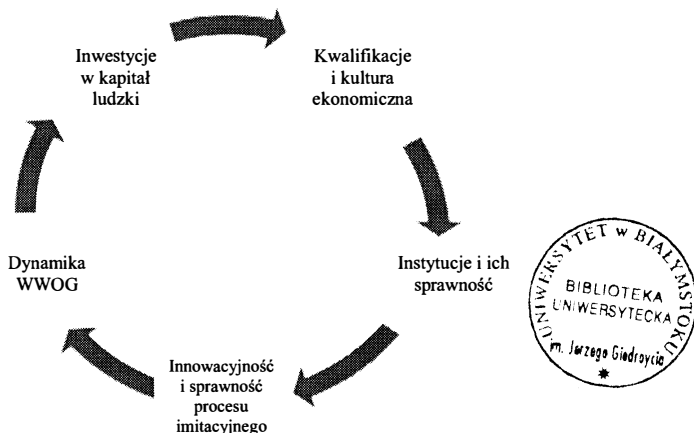 Inwestycje
w kapitał
ludzki
Kwalifikacje
i kultura
ekonomiczna
Instytucje i ich
sprawność
Innowacyjność
i sprawność
procesu
imitacyjnego
Dynamika
WWOG
UNIWERSYTET w BIAŁYMSTOKU
BIBLIOTEKA
UNIWERSYTECKA
im. Jerzego Giedroycia